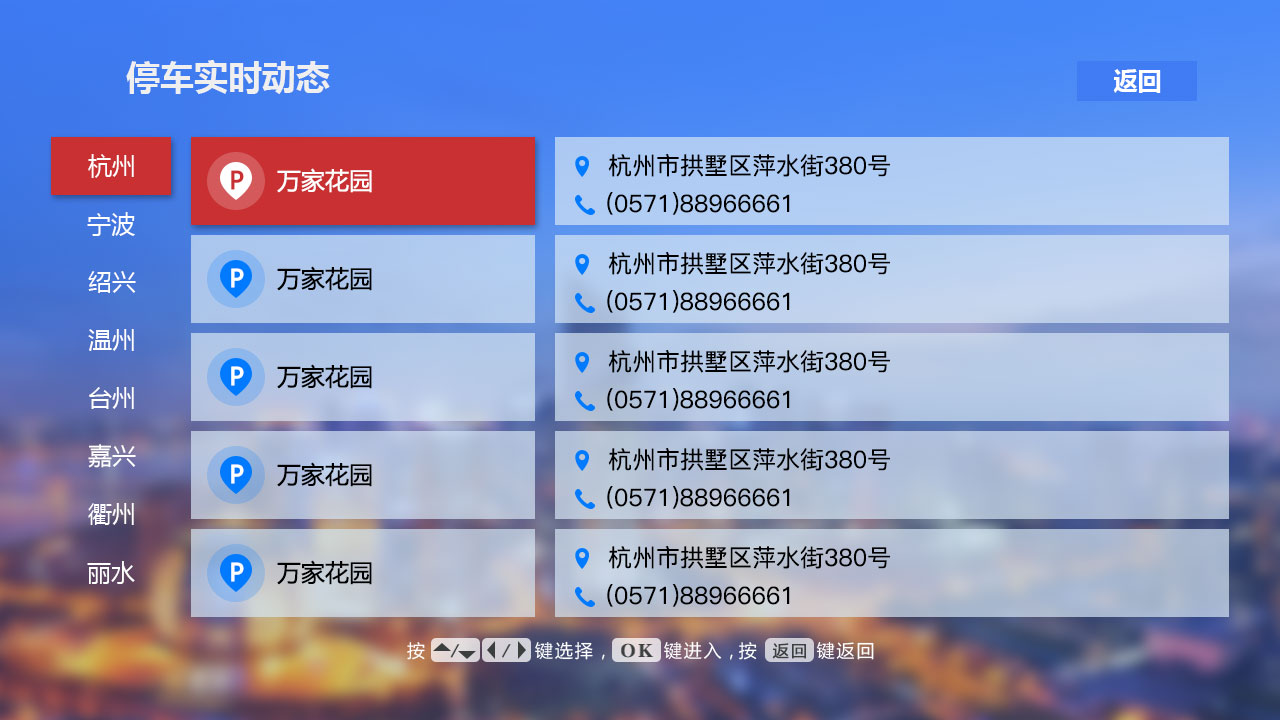 停车实时动态
返回
杭州
宁波
绍兴
温州
台州
嘉兴
衢州
丽水
P 万家花园
杭州市拱墅区萍水街380号
(0571)88966661
P 万家花园
杭州市拱墅区萍水街380号
(0571)88966661
P 万家花园
杭州市拱墅区萍水街380号
(0571)88966661
P 万家花园
杭州市拱墅区萍水街380号
(0571)88966661
P 万家花园
杭州市拱墅区萍水街380号
(0571)88966661
按 / / 键选择，OK 键进入，按 返回 键返回